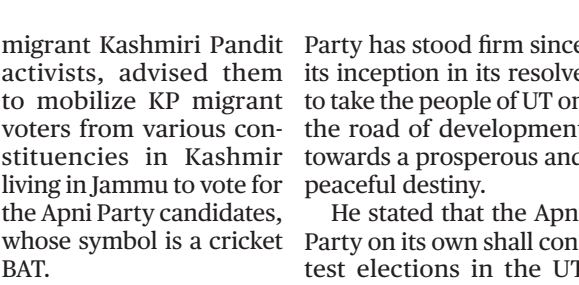 migrant Kashmiri Pandit
activists, advised them
to mobilize KP migrant
voters from various con-
stituencies in Kashmir
living in Jammu to vote for
the Apni Party candidates,
whose symbol is a cricket
BAT.
Party has stood firm since
its inception in its resolve
to take the people of UT on
the road of development
towards a prosperous and
peaceful destiny.
He stated that the Apni
Party on its own shall con
test elections in the UT